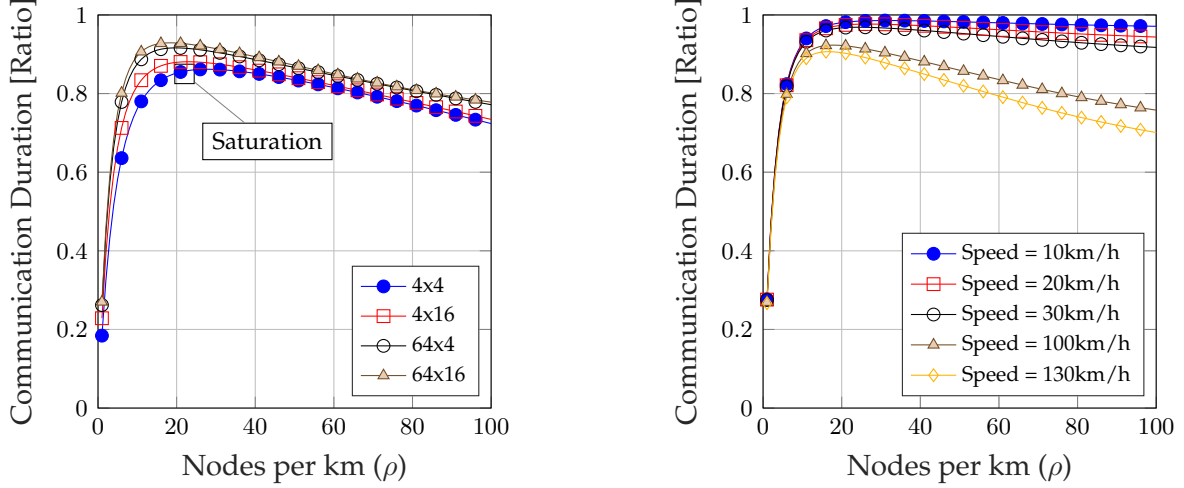 Communication Duration [Ratio]
1
0.8
0.6
0.4
0.2
0
Saturation
4x4
4x16
64x4
64x16
0 20 40 60 80 100
Nodes per km (ρ)
Communication Duration [Ratio]
1
0.8
0.6
0.4
0.2
0
Speed = 10km/h
Speed = 20km/h
Speed = 30km/h
Speed = 100km/h
Speed = 130km/h
0 20 40 60 80 100
Nodes per km (ρ)